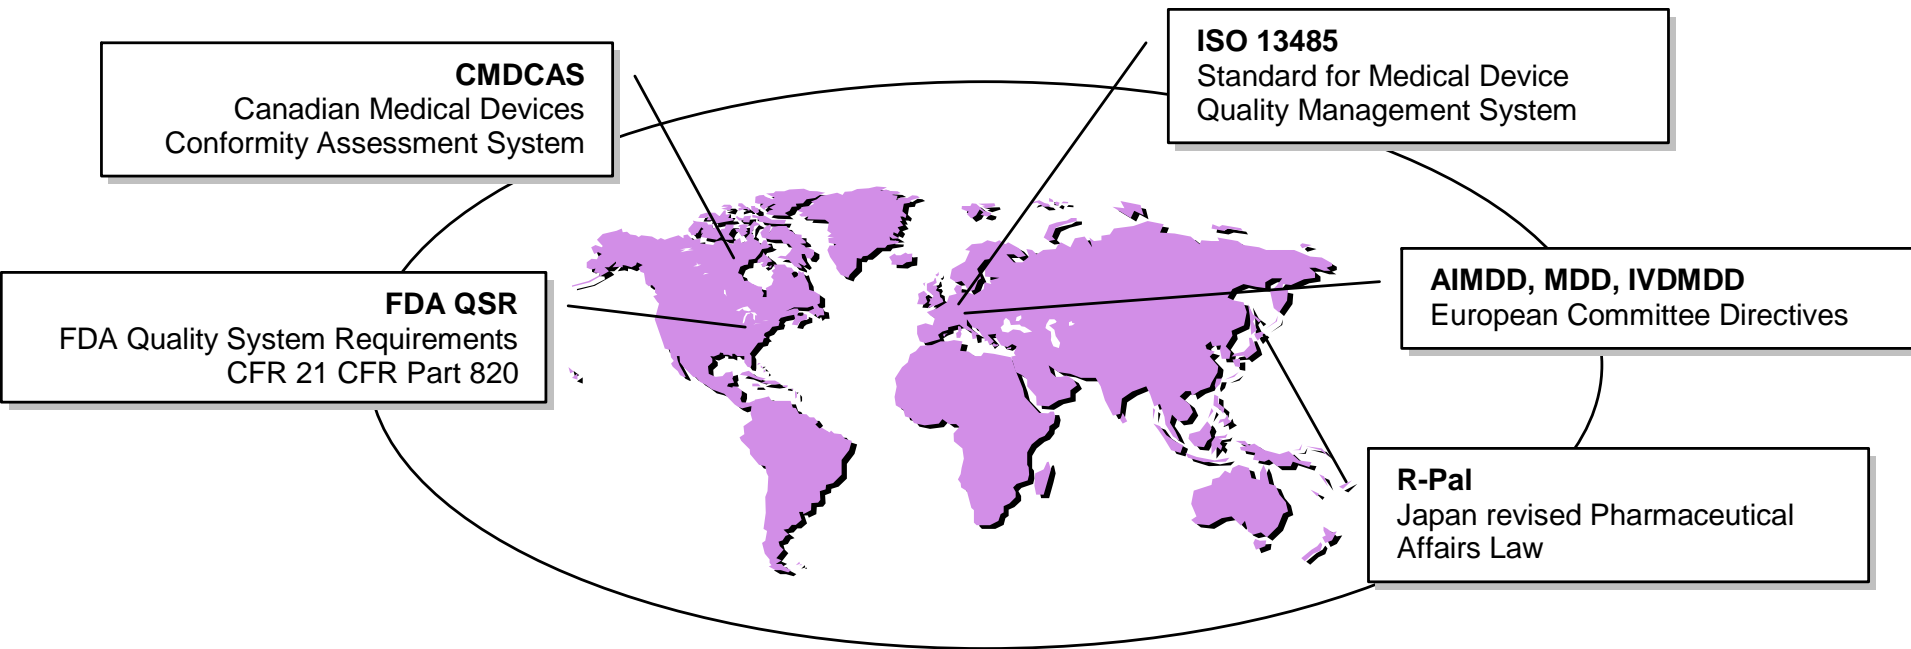 CMDCAS
Canadian Medical Devices
Conformity Assessment System
ISO 13485
Standard for Medical Device
Quality Management System
FDA QSR
FDA Quality System Requirements
CFR 21 CFR Part 820
AIMDD, MDD, IVDMDD
European Committee Directives
R-Pal
Japan revised Pharmaceutical
Affairs Law